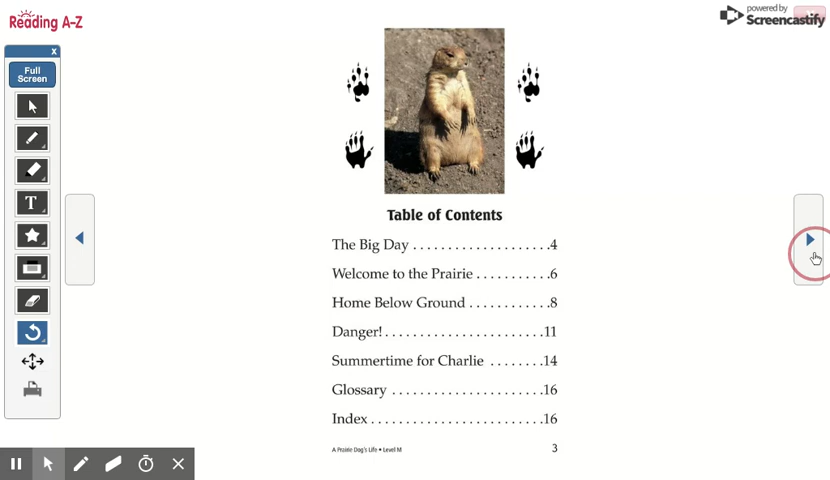 Reading A-Z
powered by
Screencastify
x
Full
Screen
T
Table of Contents
The Big Day . . . . . . . . . . . . . . . . . . . .4
Welcome to the Prairie . . . . . . . . . . .6
Home Below Ground . . . . . . . . . . . .8
Danger! . . . . . . . . . . . . . . . . . . . . . . .11
Summertime for Charlie . . . . . . . .14
Glossary . . . . . . . . . . . . . . . . . . . . . .16
Index . . . . . . . . . . . . . . . . . . . . . . . . .16
A Prairie Dog's Life • Level M 3